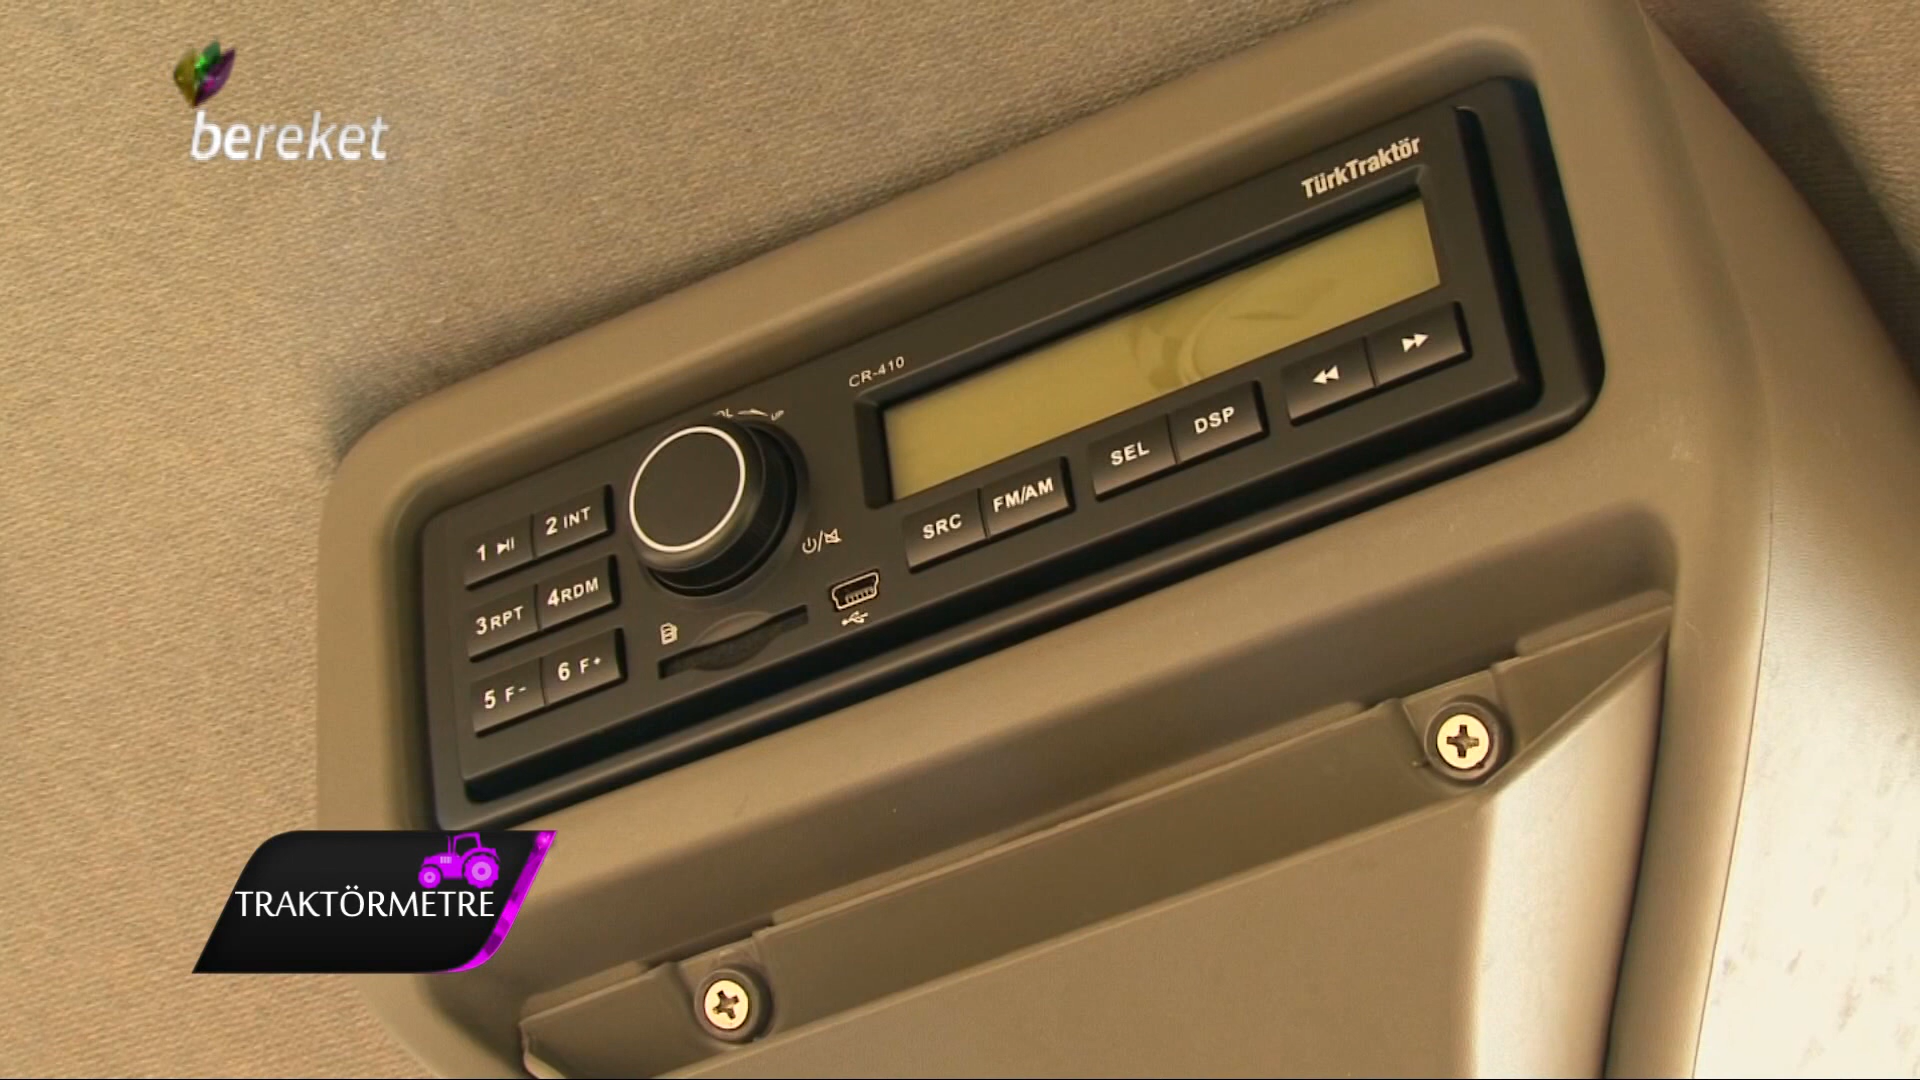 bereket
TürkTraktör
CR-410
UP
1
2 INT
3 RPT
4 RDM
5 F-
6 F+
SRC
FM/AM
SEL
DSP
TRAKTÖRMETRE